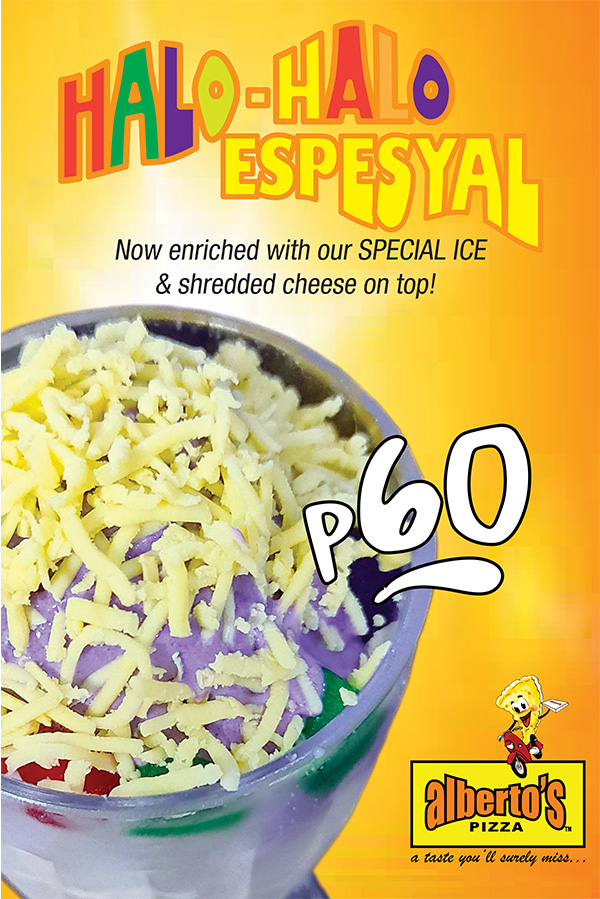 HALO-HALO
ESPESYAL
Now enriched with our SPECIAL ICE
& shredded cheese on top!
P60
alberto's
PIZZA
TM
a taste you'll surely miss...